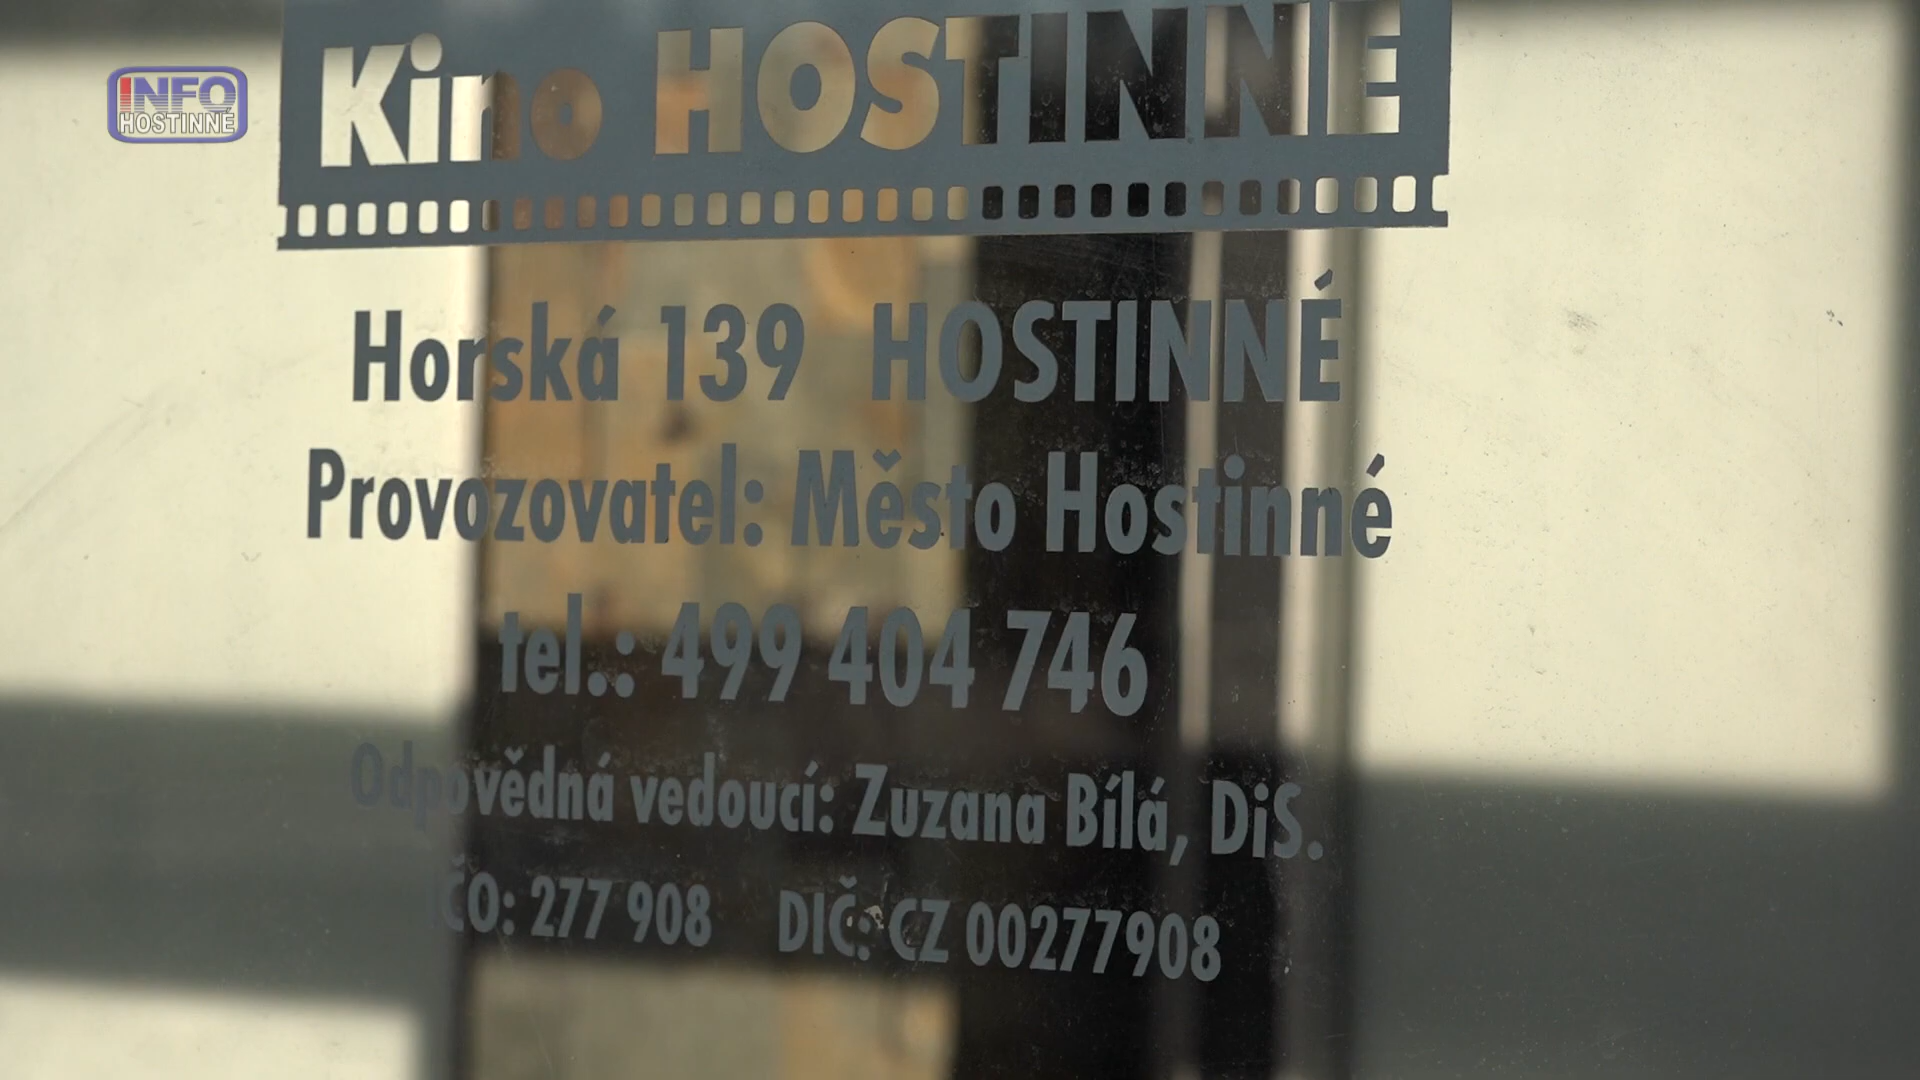 INFO
HOSTINNÉ
Kino HOSTINNÉ
Horská 139 HOSTINNÉ
Provozovatel: Město Hostinné
tel.: 499 404 746
Odpovědná vedoucí: Zuzana Bílá, DiS.
IČO: 277 908 DIČ: CZ 00277908